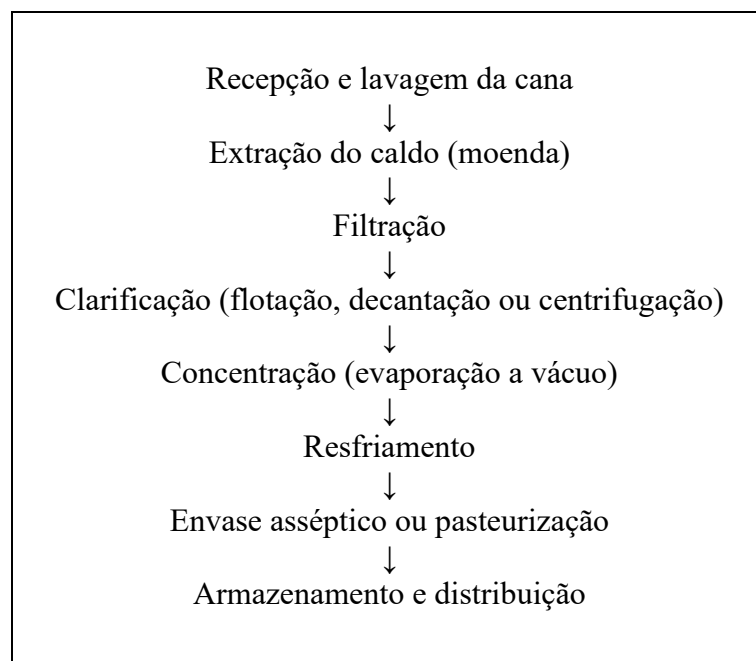 Recepção e lavagem da cana
↓
Extração do caldo (moenda)
↓
Filtração
↓
Clarificação (flotação, decantação ou centrifugação)
↓
Concentração (evaporação a vácuo)
↓
Resfriamento
↓
Envase asséptico ou pasteurização
↓
Armazenamento e distribuição